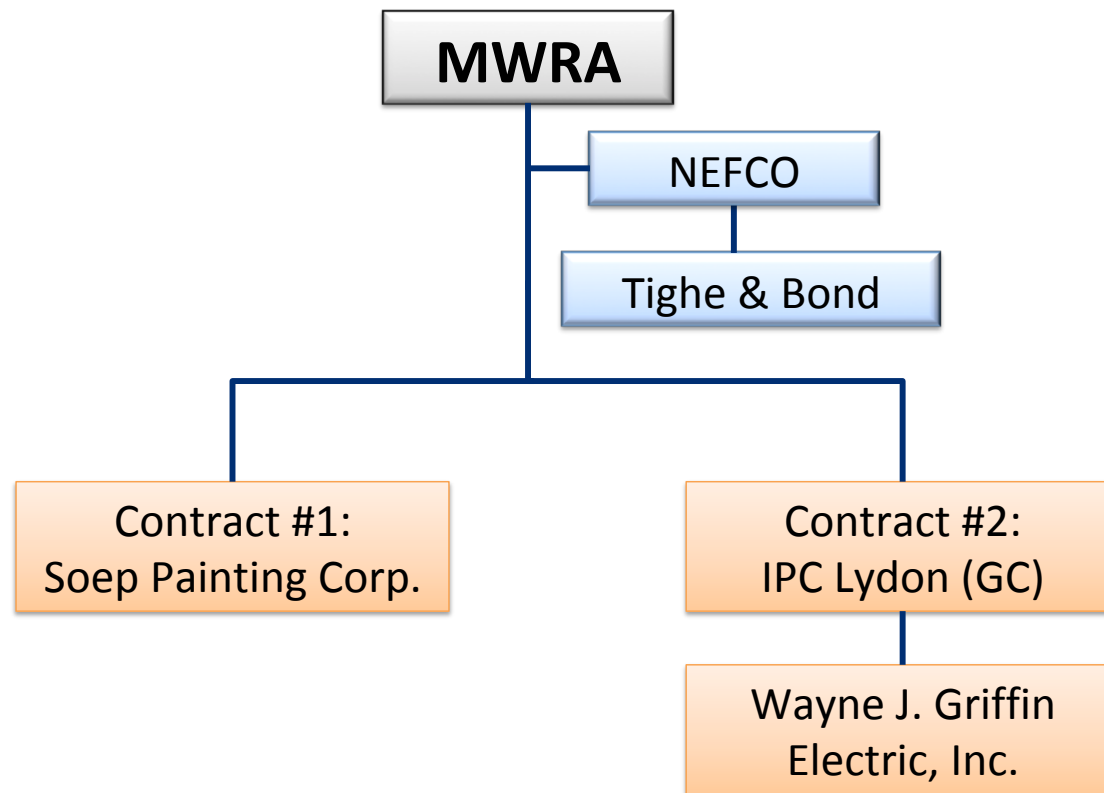 MWRA
NEFCO
Tighe & Bond
Contract #1:
Soep Painting Corp.
Contract #2:
IPC Lydon (GC)
Wayne J. Griffin
Electric, Inc.